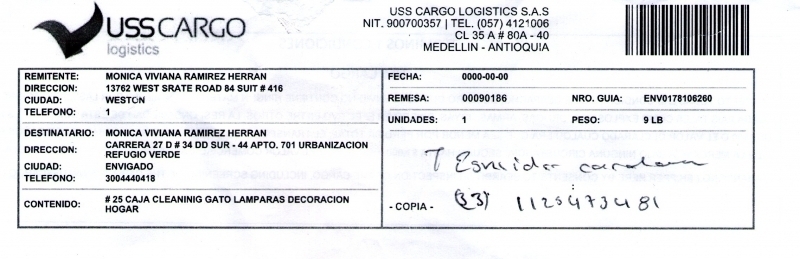 USSCARGO
logistics
USS CARGO LOGISTICS S.A.S
NIT. 900700357 | TEL. (057) 4121006
CL 35 A # 80A - 40
MEDELLIN - ANTIOQUIA
REMITENTE: MONICA VIVIANA RAMIREZ HERRAN
DIRECCION: 13762 WEST SRATE ROAD 84 SUIT # 416
CIUDAD: WESTON
TELEFONO: 1
DESTINATARIO: MONICA VIVIANA RAMIREZ HERRAN
DIRECCION: CARRERA 27 D # 34 DD SUR - 44 APTO. 701 URBANIZACION
REFUGIO VERDE
CIUDAD: ENVIGADO
TELEFONO: 3004440418
CONTENIDO: # 25 CAJA CLEANINIG GATO LAMPARAS DECORACION
HOGAR
FECHA: 0000-00-00
REMESA: 00090186 NRO. GUIA: ENV0178106260
UNIDADES: 1 PESO: 9 LB
- COPIA -